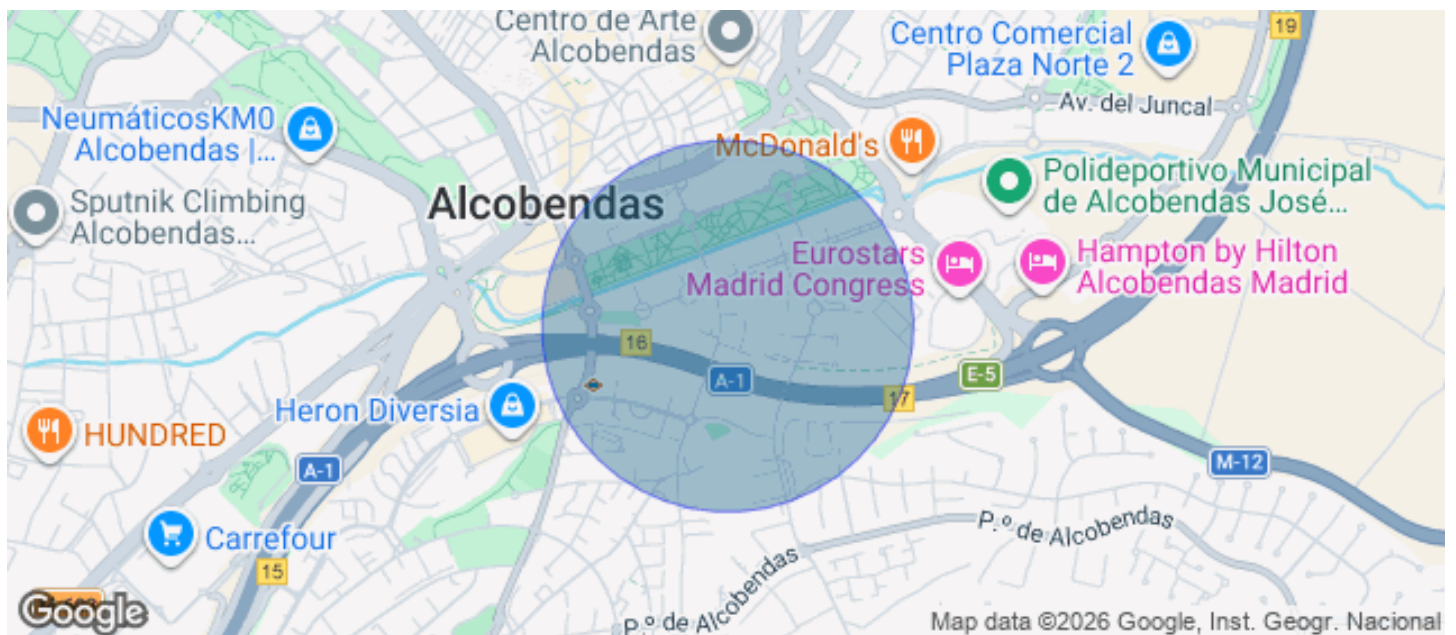 Centro de Arte
Alcobendas
Centro Comercial
Plaza Norte 2
19
Av. del Juncal
NeumáticosKM0
Alcobendas |...
McDonald's
Polideportivo Municipal
de Alcobendas José...
Sputnik Climbing
Alcobendas...
Alcobendas
Eurostars
Madrid Congress
Hampton by Hilton
Alcobendas Madrid
16
A-1
E-5
17
Heron Diversia
HUNDRED
A-1
M-12
P.º de Alcobendas
Carrefour
15
P.º de Alcobendas
Google
Map data ©2026 Google, Inst. Geogr. Nacional